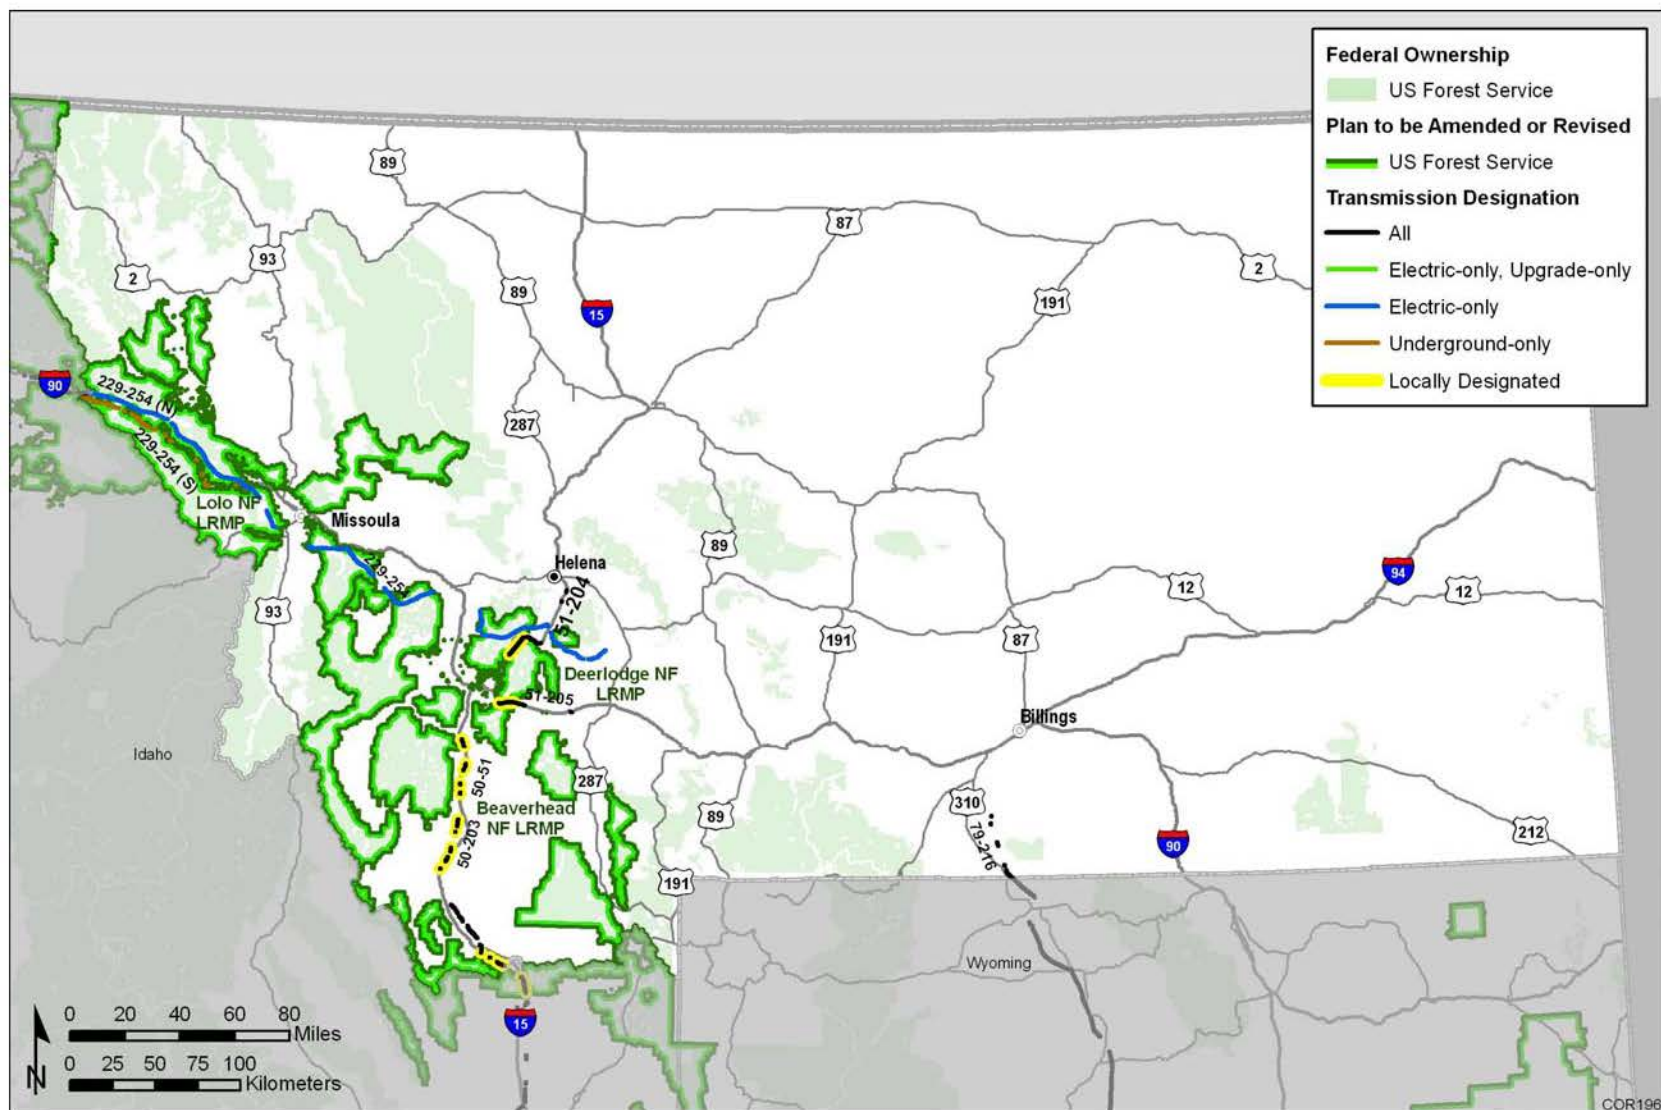 Federal Ownership
US Forest Service
Plan to be Amended or Revised
US Forest Service
Transmission Designation
All
Electric-only, Upgrade-only
Electric-only
Underground-only
Locally Designated
89
93
2
87
2
89
191
15
90
229-254 (N)
229-254 (S)
287
Lolo NF
LRMP
Missoula
229-254
Helena
51-204
89
94
12
12
93
191
87
Deerlodge NF
LRMP
51-205
Billings
Idaho
50-51
287
Beaverhead
NF LRMP
50-203
89
310
79-216
90
212
191
Wyoming
15
0 20 40 60 80
Miles
0 25 50 75 100
Kilometers
N
COR196